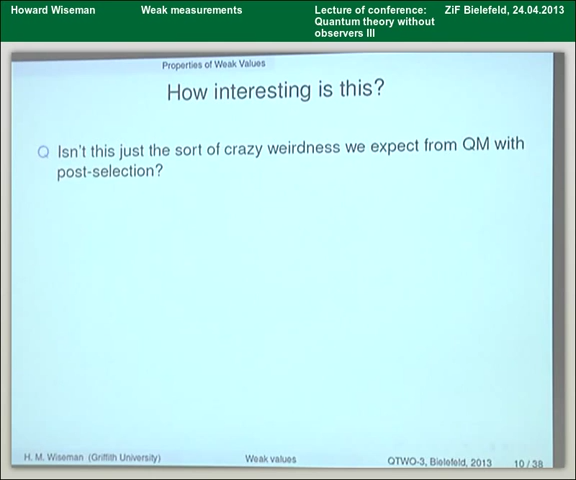 Howard Wiseman
Weak measurements
Lecture of conference:
Quantum theory without
observers III
ZiF Bielefeld, 24.04.2013
Properties of Weak Values
How interesting is this?
Q Isn't this just the sort of crazy weirdness we expect from QM with
post-selection?
H. M. Wiseman (Griffith University)
Weak values
QTWO-3, Bielefeld, 2013
10 / 38